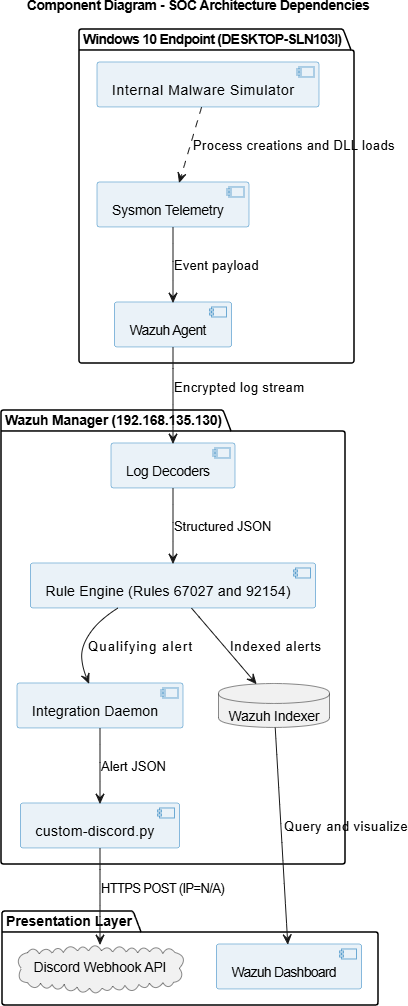 Component Diagram - SOC Architecture Dependencies
Windows 10 Endpoint (DESKTOP-SLN103I)
Internal Malware Simulator
Process creations and DLL loads
Sysmon Telemetry
Event payload
Wazuh Agent
Encrypted log stream
Wazuh Manager (192.168.135.130)
Log Decoders
Structured JSON
Rule Engine (Rules 67027 and 92154)
Qualifying alert
Indexed alerts
Integration Daemon
Wazuh Indexer
Alert JSON
custom-discord.py
Query and visualize
HTTPS POST (IP=N/A)
Presentation Layer
Discord Webhook API
Wazuh Dashboard